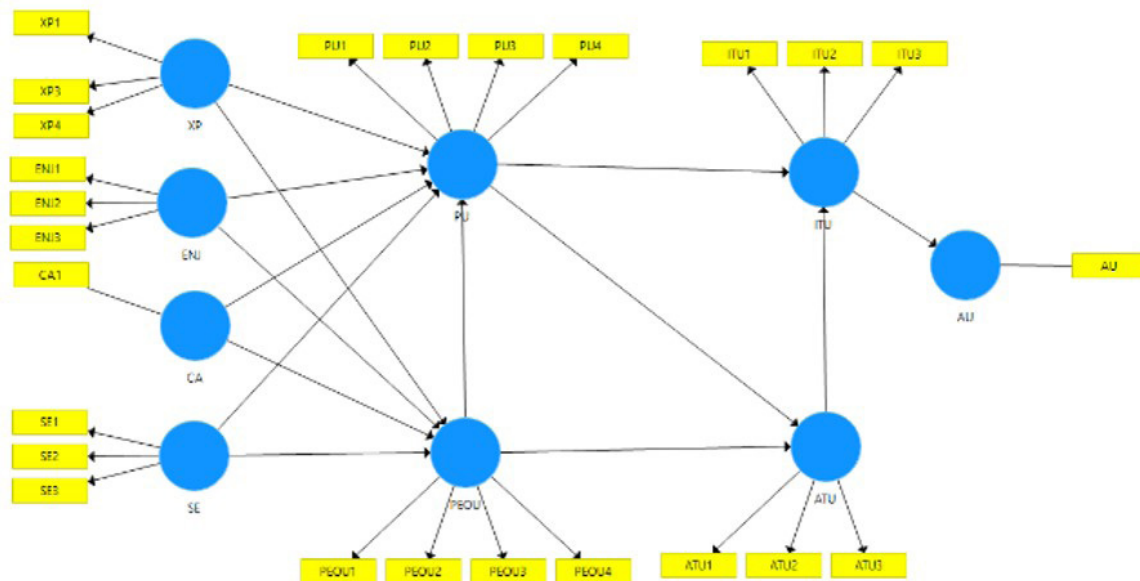 XP1
XP3
XP4
XP
PU1
PU2
PU3
PU4
PU
ITU1
ITU2
ITU3
ITU
ENJ1
ENJ2
ENJ3
ENJ
CA1
CA
AU
AU
SE1
SE2
SE3
SE
PEOU
PEOU1
PEOU2
PEOU3
PEOU4
ATU
ATU1
ATU2
ATU3